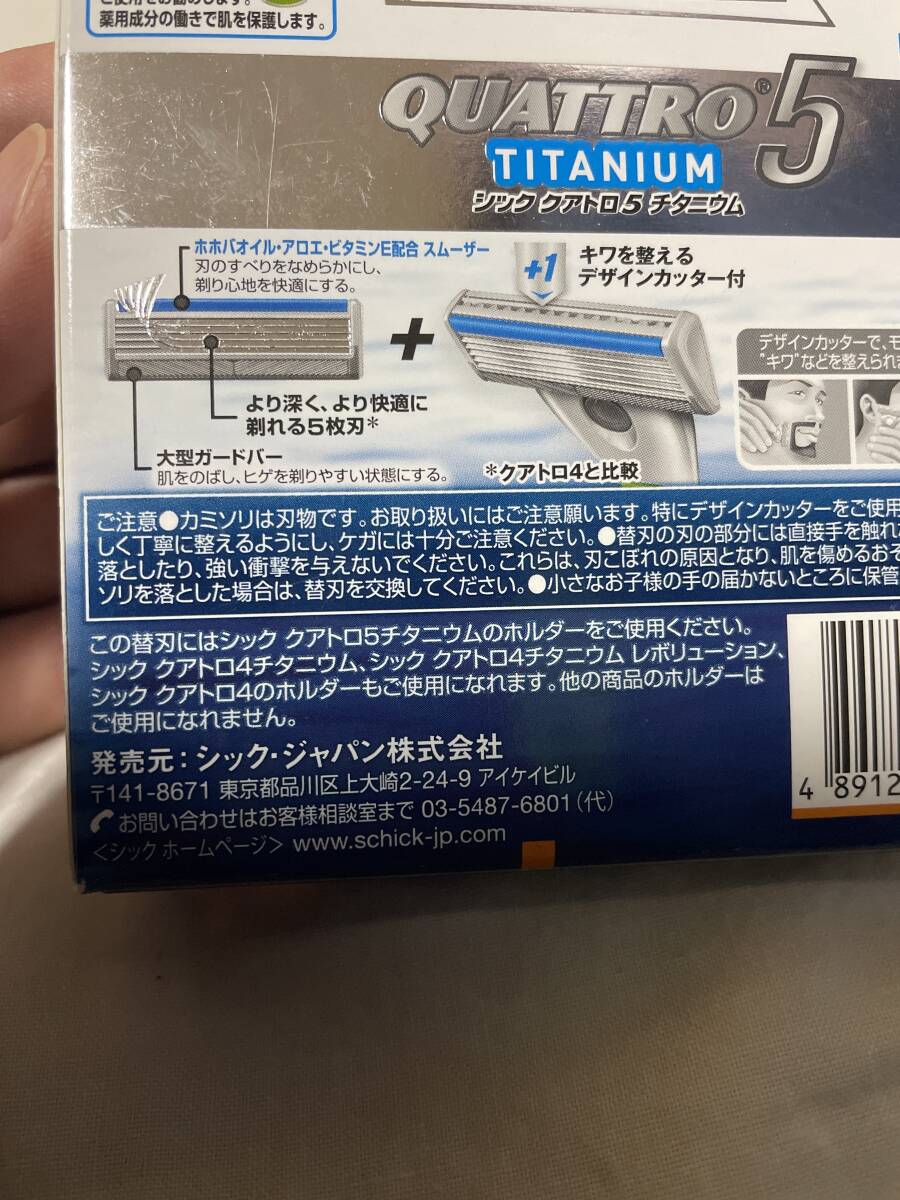 ご使用をお勧めします。
薬用成分の働きで肌を保護します。
QUATTRO® 5
TITANIUM
シック クアトロ5 チタニウム
ホホバオイル・アロエ・ビタミンE配合 スムーザー
刃のすべりをなめらかにし、
剃り心地を快適にする。
+1
キワを整える
デザインカッター付
+
デザインカッターで、モ
"キワ"などを整えられま
より深く、より快適に
剃れる5枚刃*
大型ガードバー
肌をのばし、ヒゲを剃りやすい状態にする。
*クアトロ4と比較
ご注意●カミソリは刃物です。お取り扱いにはご注意願います。特にデザインカッターをご使用
しく丁寧に整えるようにし、ケガには十分ご注意ください。●替刃の刃の部分には直接手を触れ
落としたり、強い衝撃を与えないでください。これらは、刃こぼれの原因となり、肌を傷めるおそ
ソリを落とした場合は、替刃を交換してください。●小さなお子様の手の届かないところに保管
この替刃にはシック クアトロ5チタニウムのホルダーをご使用ください。
シック クアトロ4チタニウム、シック クアトロ4チタニウム レボリューション、
シック クアトロ4のホルダーもご使用になれます。他の商品のホルダーは
ご使用になれません。
発売元：シック・ジャパン株式会社
〒141-8671 東京都品川区上大崎2-24-9 アイケイビル
お問い合わせはお客様相談室まで 03-5487-6801（代）
＜シック ホームページ＞ www.schick-jp.com
4 8912